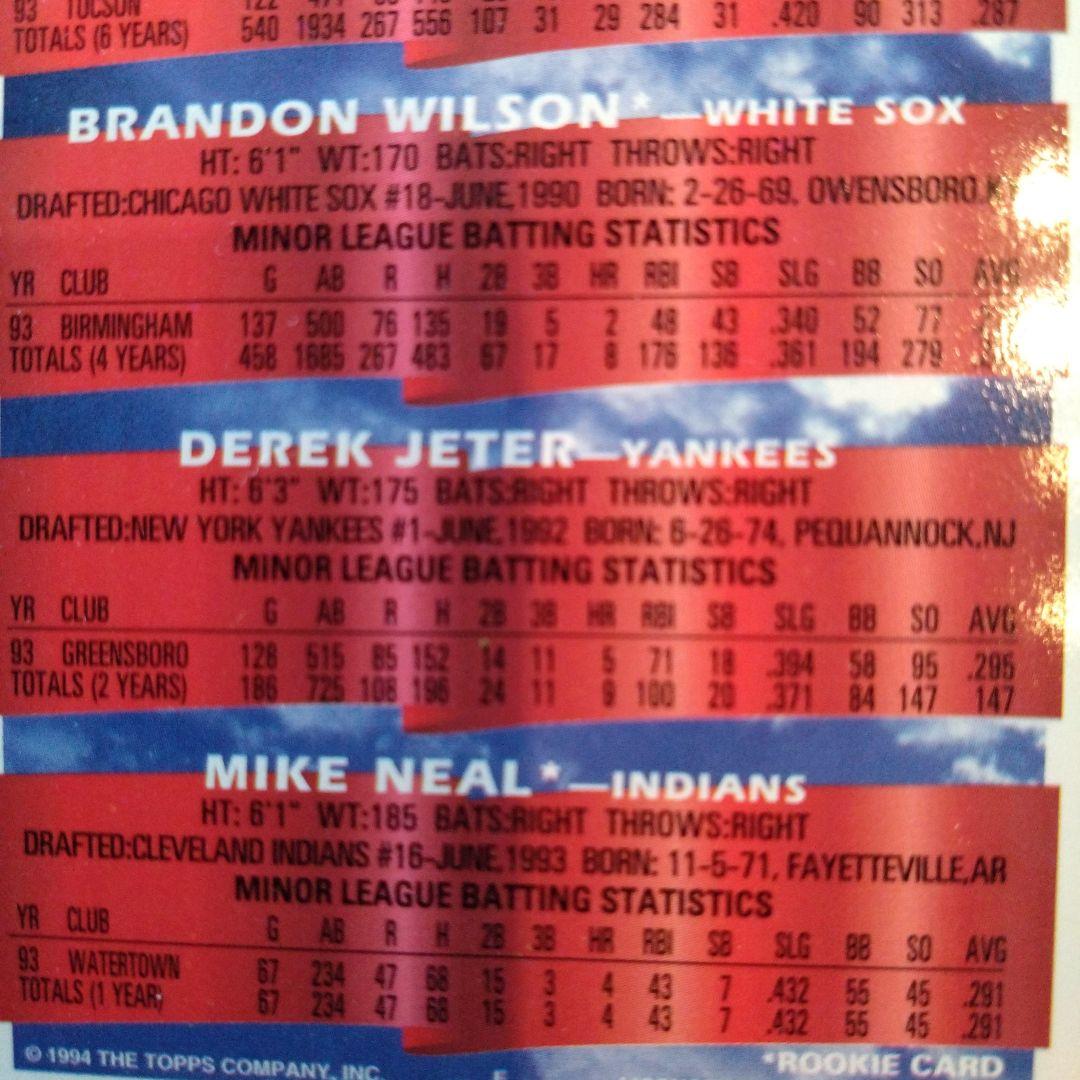 93 TUCSON
TOTALS (6 YEARS) 540 1934 267 556 107 31 29 284 31 .420 90 313 .287
BRANDON WILSON* —WHITE SOX
HT: 6'1" WT:170 BATS:RIGHT THROWS:RIGHT
DRAFTED:CHICAGO WHITE SOX #18-JUNE,1990 BORN: 2-26-69, OWENSBORO,KY
MINOR LEAGUE BATTING STATISTICS
YR CLUB G AB R H 2B 3B HR RBI SB SLG BB SO AVG
93 BIRMINGHAM 137 500 76 135 19 5 2 48 43 .340 52 77
TOTALS (4 YEARS) 458 1685 267 483 67 17 8 176 136 .361 194 279
DEREK JETER—YANKEES
HT: 6'3" WT:175 BATS:RIGHT THROWS:RIGHT
DRAFTED:NEW YORK YANKEES #1-JUNE,1992 BORN: 6-26-74, PEQUANNOCK,NJ
MINOR LEAGUE BATTING STATISTICS
YR CLUB G AB R H 2B 3B HR RBI SB SLG BB SO AVG
93 GREENSBORO 128 515 85 152 14 11 5 71 18 .394 58 95 .295
TOTALS (2 YEARS) 186 725 108 196 24 11 9 100 20 .371 84 147 147
MIKE NEAL* —INDIANS
HT: 6'1" WT:185 BATS:RIGHT THROWS:RIGHT
DRAFTED:CLEVELAND INDIANS #16-JUNE,1993 BORN: 11-5-71, FAYETTEVILLE,AR
MINOR LEAGUE BATTING STATISTICS
YR CLUB G AB R H 2B 3B HR RBI SB SLG BB SO AVG
93 WATERTOWN 67 234 47 68 15 3 4 43 7 .432 55 45 .291
TOTALS (1 YEAR) 67 234 47 68 15 3 4 43 7 .432 55 45 .291
© 1994 THE TOPPS COMPANY, INC. *ROOKIE CARD